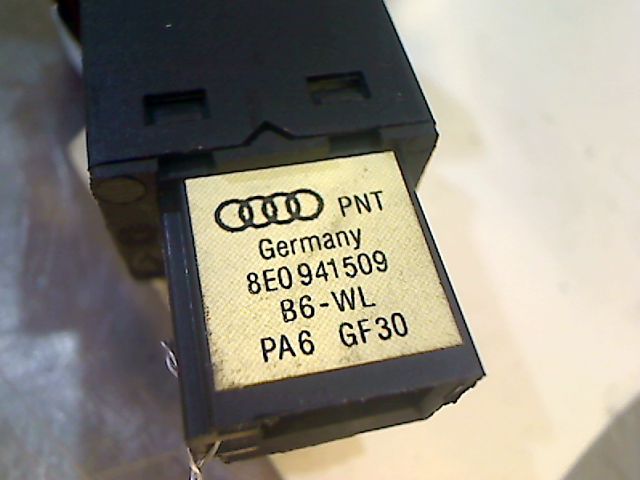 PNT
Germany
8E0 941 509
B6-WL
PA6 GF30